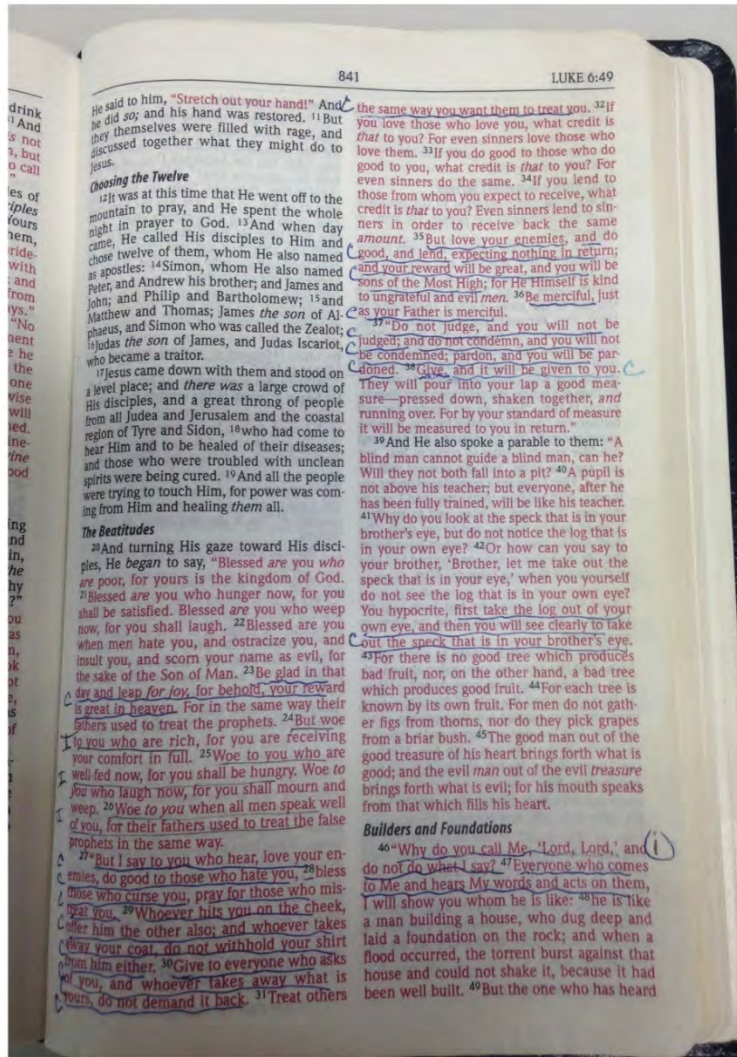 841
LUKE 6:49
drink
11 And
s not
n, but
o call
es of
iples
Yours
hem,
ride-
with
; and
from
ys."
"No
ment
e he
the
one
wise
will
ned.
ine-
vine
ood
ing
nd
in,
he
hy
?"
ou
as
n,
ok
ot
e,
as
of
He said to him, "Stretch out your hand!" And
he did so; and his hand was restored. 11But
they themselves were filled with rage, and
discussed together what they might do to
Jesus.
Choosing the Twelve
12It was at this time that He went off to the
mountain to pray, and He spent the whole
night in prayer to God. 13And when day
came, He called His disciples to Him and
chose twelve of them, whom He also named
as apostles: 14Simon, whom He also named
Peter, and Andrew his brother; and James and
John; and Philip and Bartholomew; 15and
Matthew and Thomas; James the son of Al-
phaeus, and Simon who was called the Zealot;
16Judas the son of James, and Judas Iscariot,
who became a traitor.
17Jesus came down with them and stood on
a level place; and there was a large crowd of
His disciples, and a great throng of people
from all Judea and Jerusalem and the coastal
region of Tyre and Sidon, 18who had come to
hear Him and to be healed of their diseases;
and those who were troubled with unclean
spirits were being cured. 19And all the people
were trying to touch Him, for power was com-
ing from Him and healing them all.
The Beatitudes
20And turning His gaze toward His disci-
ples, He began to say, "Blessed are you who
are poor, for yours is the kingdom of God.
21Blessed are you who hunger now, for you
shall be satisfied. Blessed are you who weep
now, for you shall laugh. 22Blessed are you
when men hate you, and ostracize you, and
insult you, and scorn your name as evil, for
the sake of the Son of Man. 23Be glad in that
C day and leap for joy, for behold, your reward
is great in heaven. For in the same way their
fathers used to treat the prophets. 24But woe
I to you who are rich, for you are receiving
your comfort in full. 25Woe to you who are
I well-fed now, for you shall be hungry. Woe to
you who laugh now, for you shall mourn and
I weep. 26Woe to you when all men speak well
of you, for their fathers used to treat the false
prophets in the same way.
C 27"But I say to you who hear, love your en-
C emies, do good to those who hate you, 28bless
C those who curse you, pray for those who mis-
treat you. 29Whoever hits you on the cheek,
C offer him the other also; and whoever takes
C away your coat, do not withhold your shirt
C from him either. 30Give to everyone who asks
C of you, and whoever takes away what is
C yours, do not demand it back. 31Treat others
C the same way you want them to treat you. 32If
you love those who love you, what credit is
that to you? For even sinners love those who
love them. 33If you do good to those who do
good to you, what credit is that to you? For
even sinners do the same. 34If you lend to
those from whom you expect to receive, what
credit is that to you? Even sinners lend to sin-
ners in order to receive back the same
amount. 35But love your enemies, and do
C good, and lend, expecting nothing in return;
C and your reward will be great, and you will be
sons of the Most High; for He Himself is kind
to ungrateful and evil men. 36Be merciful, just
C as your Father is merciful.
C 37"Do not judge, and you will not be
C judged; and do not condemn, and you will not
C be condemned; pardon, and you will be par-
C doned. 38Give, and it will be given to you. C
They will pour into your lap a good mea-
sure—pressed down, shaken together, and
running over. For by your standard of measure
it will be measured to you in return."
39And He also spoke a parable to them: "A
blind man cannot guide a blind man, can he?
Will they not both fall into a pit? 40A pupil is
not above his teacher; but everyone, after he
has been fully trained, will be like his teacher.
41Why do you look at the speck that is in your
brother's eye, but do not notice the log that is
in your own eye? 42Or how can you say to
your brother, 'Brother, let me take out the
speck that is in your eye,' when you yourself
do not see the log that is in your own eye?
You hypocrite, first take the log out of your
own eye, and then you will see clearly to take
C out the speck that is in your brother's eye.
43For there is no good tree which produces
bad fruit, nor, on the other hand, a bad tree
which produces good fruit. 44For each tree is
known by its own fruit. For men do not gath-
er figs from thorns, nor do they pick grapes
from a briar bush. 45The good man out of the
good treasure of his heart brings forth what is
good; and the evil man out of the evil treasure
brings forth what is evil; for his mouth speaks
from that which fills his heart.
Builders and Foundations
46"Why do you call Me, 'Lord, Lord,' and i
do not do what I say? 47Everyone who comes
to Me and hears My words and acts on them,
I will show you whom he is like: 48he is like
a man building a house, who dug deep and
laid a foundation on the rock; and when a
flood occurred, the torrent burst against that
house and could not shake it, because it had
been well built. 49But the one who has heard